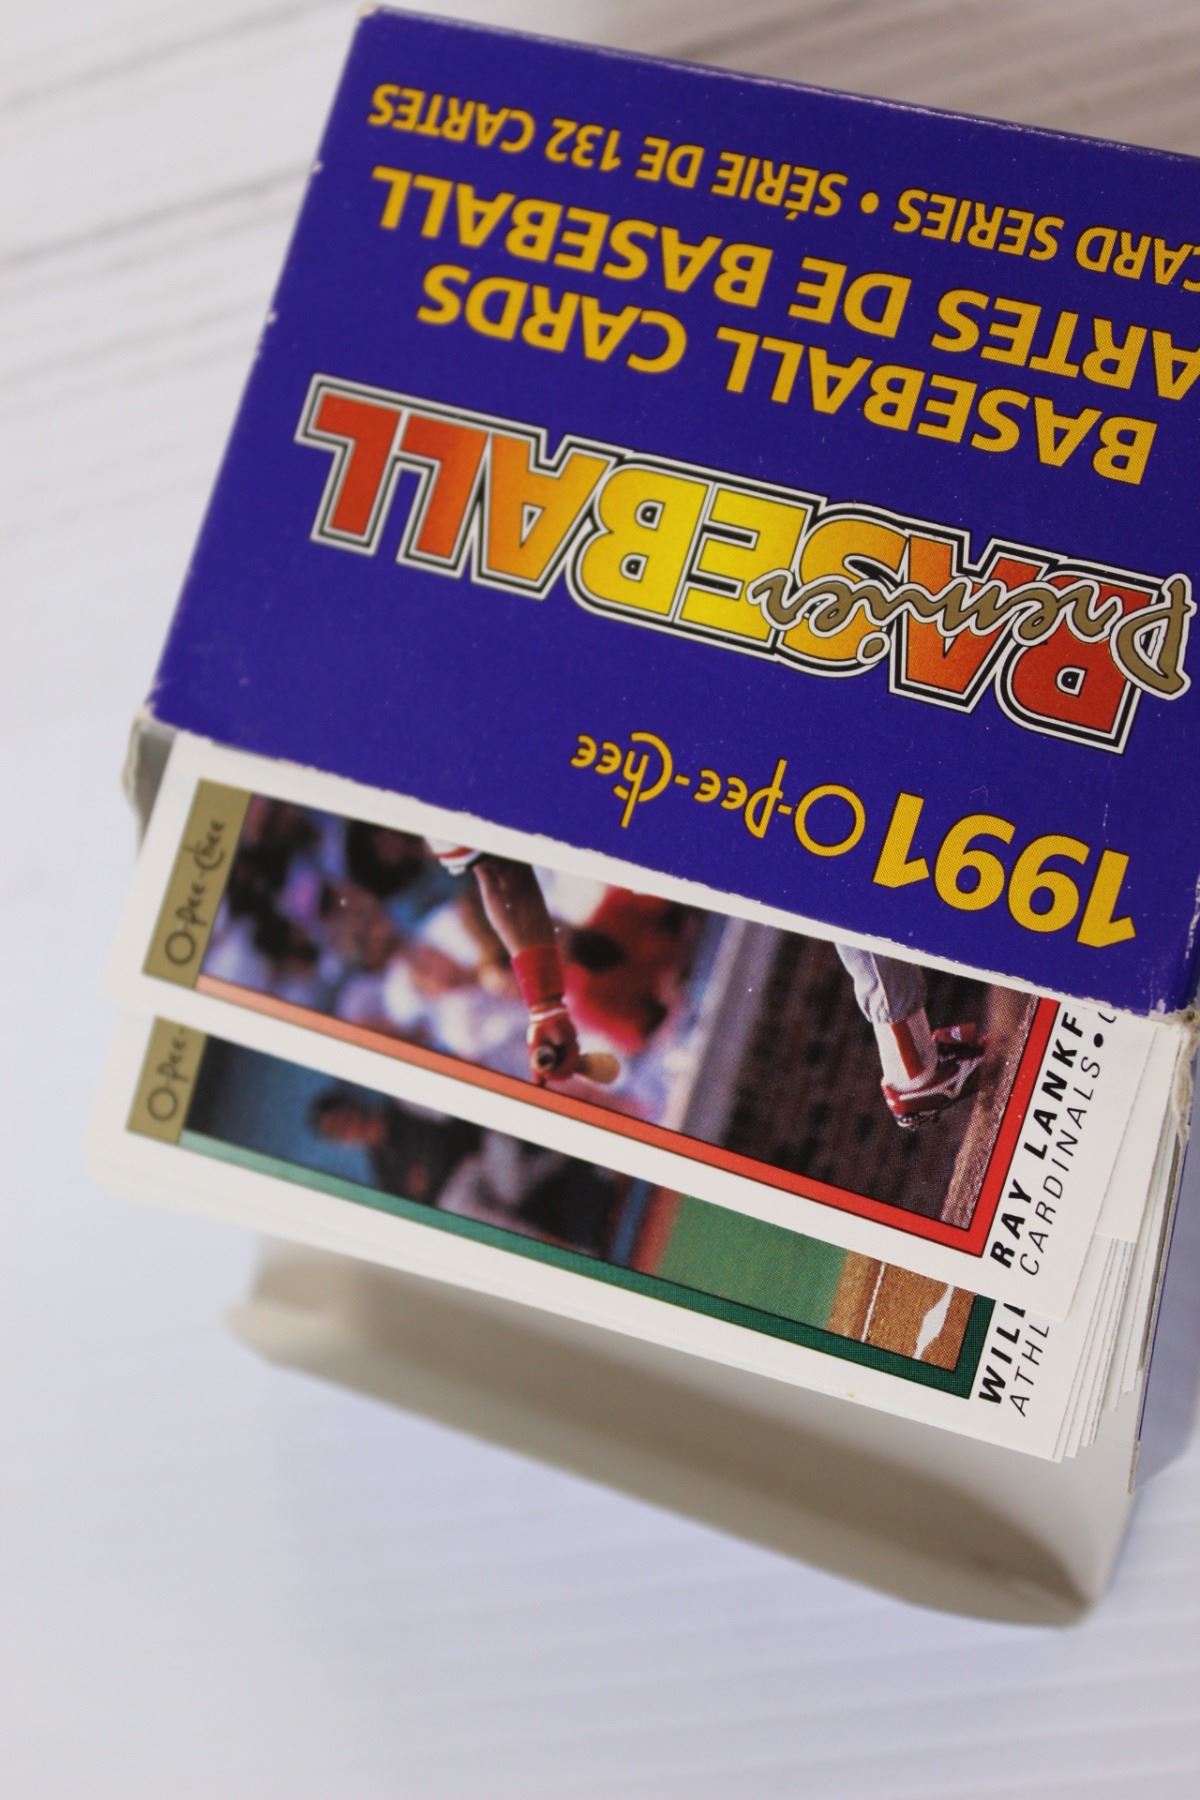 1991 O-Pee-Chee
Premier
BASEBALL
BASEBALL CARDS
ARTES DE BASEBALL
CARD SERIES • SÉRIE DE 132 CARTES
O-Pee-Chee
RAY LANKF
CARDINALS •
O-Pee-
WILL
ATHL